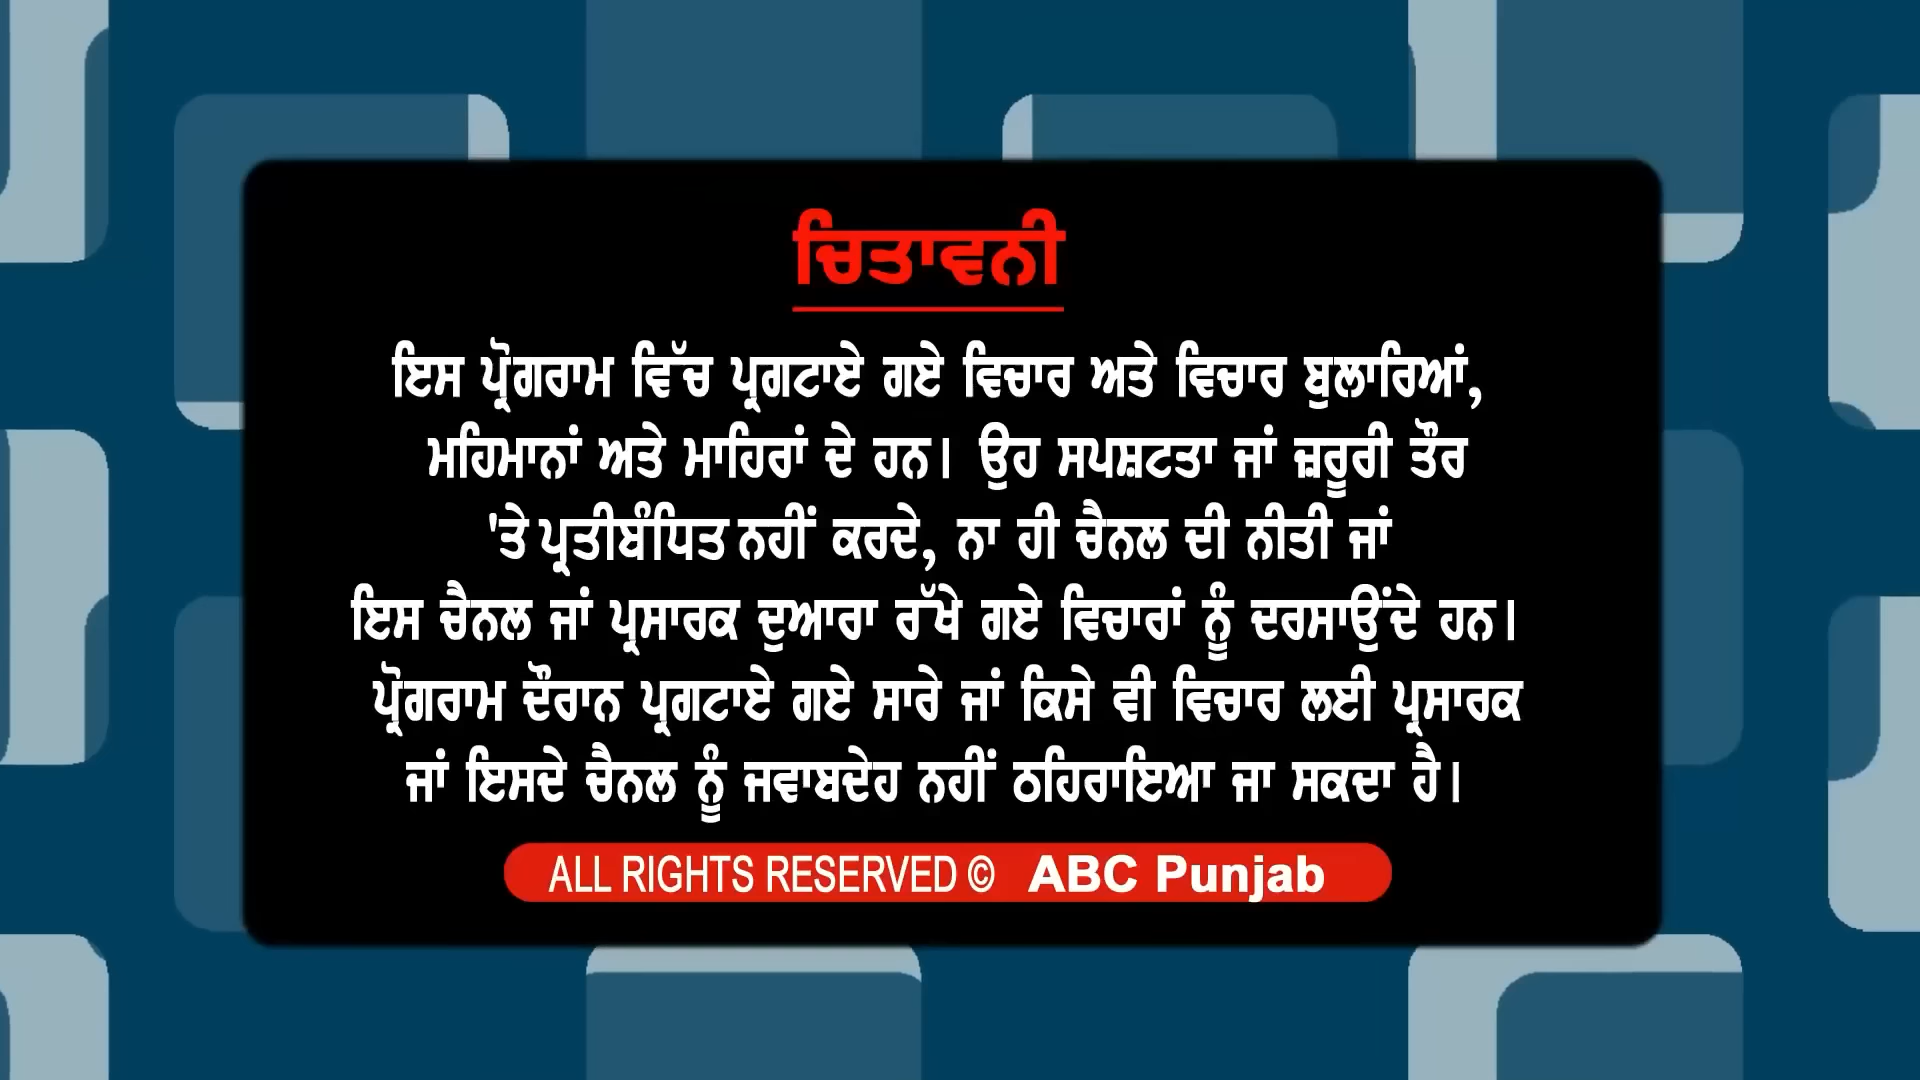 ਚਿਤਾਵਨੀ
ਇਸ ਪ੍ਰੋਗਰਾਮ ਵਿੱਚ ਪ੍ਰਗਟਾਏ ਗਏ ਵਿਚਾਰ ਅਤੇ ਵਿਚਾਰ ਬੁਲਾਰਿਆਂ,
ਮਹਿਮਾਨਾਂ ਅਤੇ ਮਾਹਿਰਾਂ ਦੇ ਹਨ। ਉਹ ਸਪਸ਼ਟਤਾ ਜਾਂ ਜ਼ਰੂਰੀ ਤੌਰ
'ਤੇ ਪ੍ਰਤੀਬੰਧਿਤ ਨਹੀਂ ਕਰਦੇ, ਨਾ ਹੀ ਚੈਨਲ ਦੀ ਨੀਤੀ ਜਾਂ
ਇਸ ਚੈਨਲ ਜਾਂ ਪ੍ਰਸਾਰਕ ਦੁਆਰਾ ਰੱਖੇ ਗਏ ਵਿਚਾਰਾਂ ਨੂੰ ਦਰਸਾਉਂਦੇ ਹਨ।
ਪ੍ਰੋਗਰਾਮ ਦੌਰਾਨ ਪ੍ਰਗਟਾਏ ਗਏ ਸਾਰੇ ਜਾਂ ਕਿਸੇ ਵੀ ਵਿਚਾਰ ਲਈ ਪ੍ਰਸਾਰਕ
ਜਾਂ ਇਸਦੇ ਚੈਨਲ ਨੂੰ ਜਵਾਬਦੇਹ ਨਹੀਂ ਠਹਿਰਾਇਆ ਜਾ ਸਕਦਾ ਹੈ।
ALL RIGHTS RESERVED © ABC Punjab